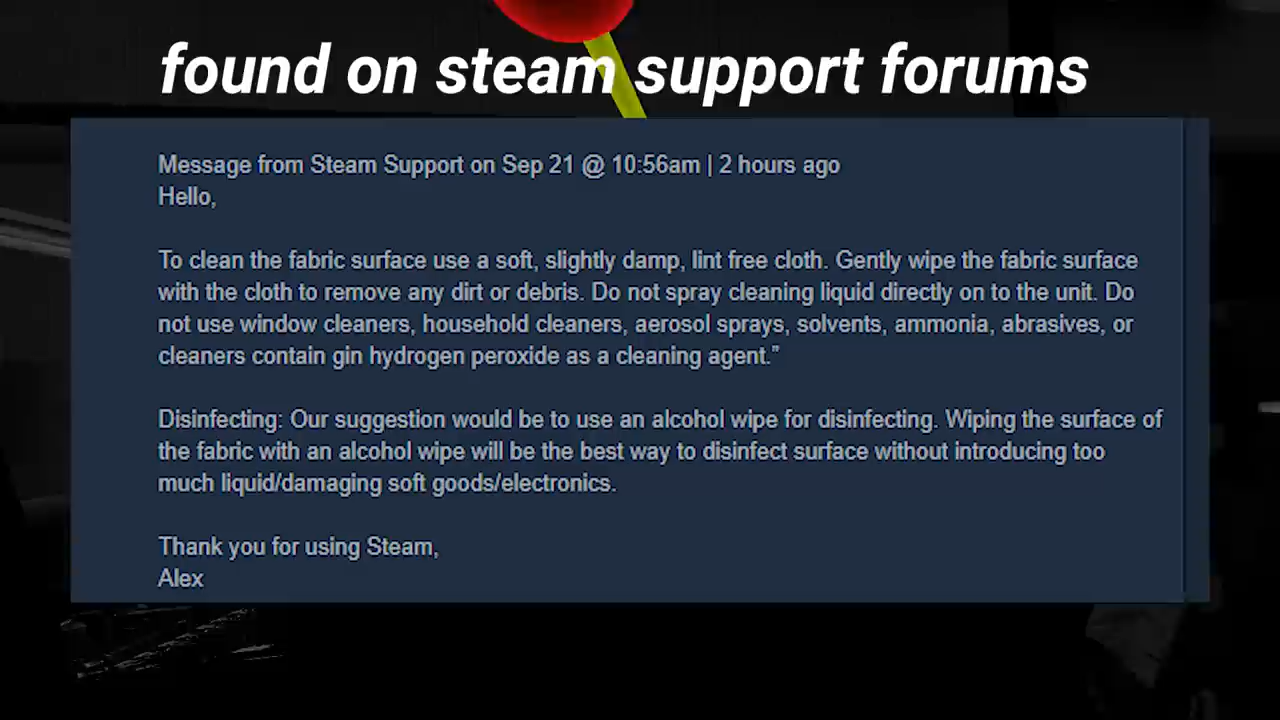 found on steam support forums
Message from Steam Support on Sep 21 @ 10:56am | 2 hours ago
Hello,
To clean the fabric surface use a soft, slightly damp, lint free cloth. Gently wipe the fabric surface
with the cloth to remove any dirt or debris. Do not spray cleaning liquid directly on to the unit. Do
not use window cleaners, household cleaners, aerosol sprays, solvents, ammonia, abrasives, or
cleaners contain gin hydrogen peroxide as a cleaning agent.”
Disinfecting: Our suggestion would be to use an alcohol wipe for disinfecting. Wiping the surface of
the fabric with an alcohol wipe will be the best way to disinfect surface without introducing too
much liquid/damaging soft goods/electronics.
Thank you for using Steam,
Alex